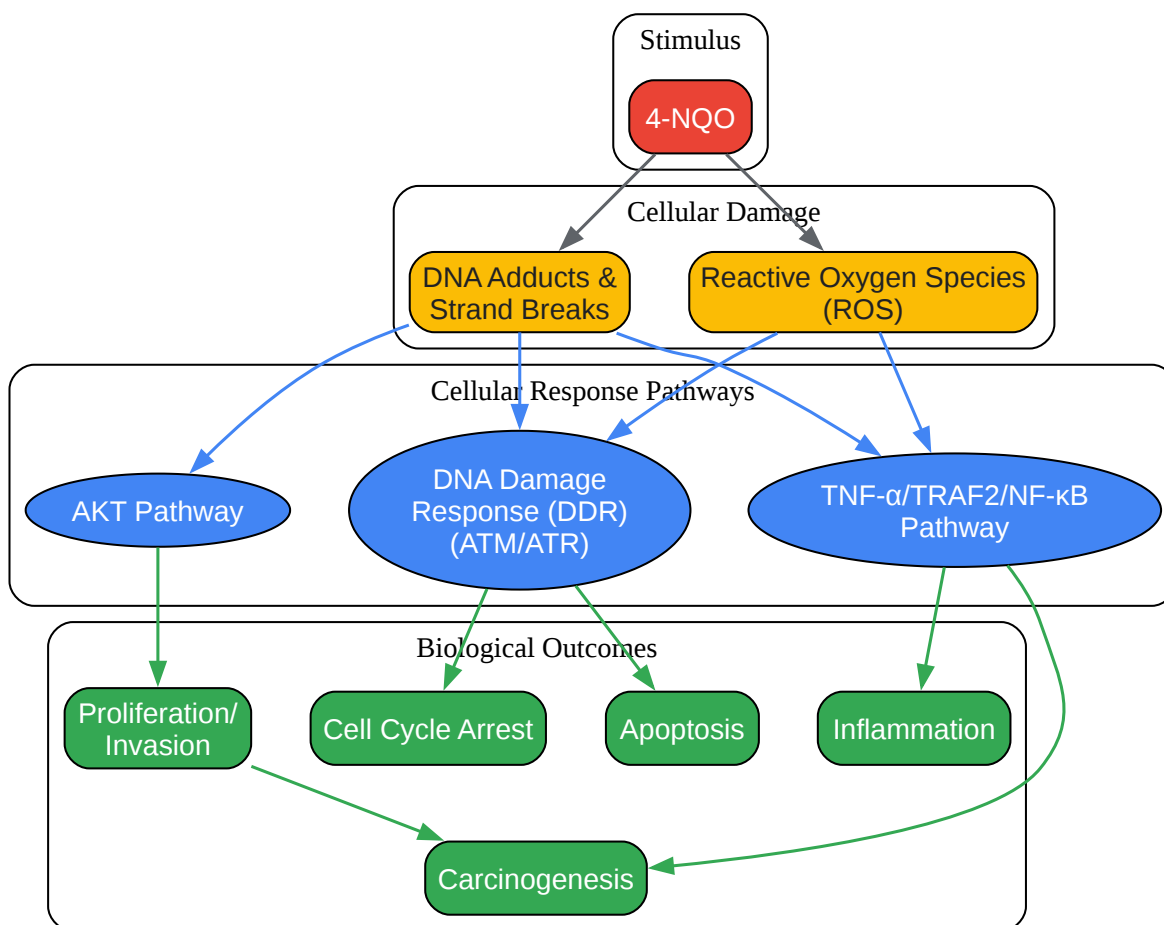 Stimulus
4-NQO
Cellular Damage
DNA Adducts &
Strand Breaks
Reactive Oxygen Species
(ROS)
Cellular Response Pathways
AKT Pathway
DNA Damage
Response (DDR)
(ATM/ATR)
TNF-α/TRAF2/NF-κB
Pathway
Biological Outcomes
Proliferation/
Invasion
Cell Cycle Arrest
Apoptosis
Inflammation
Carcinogenesis